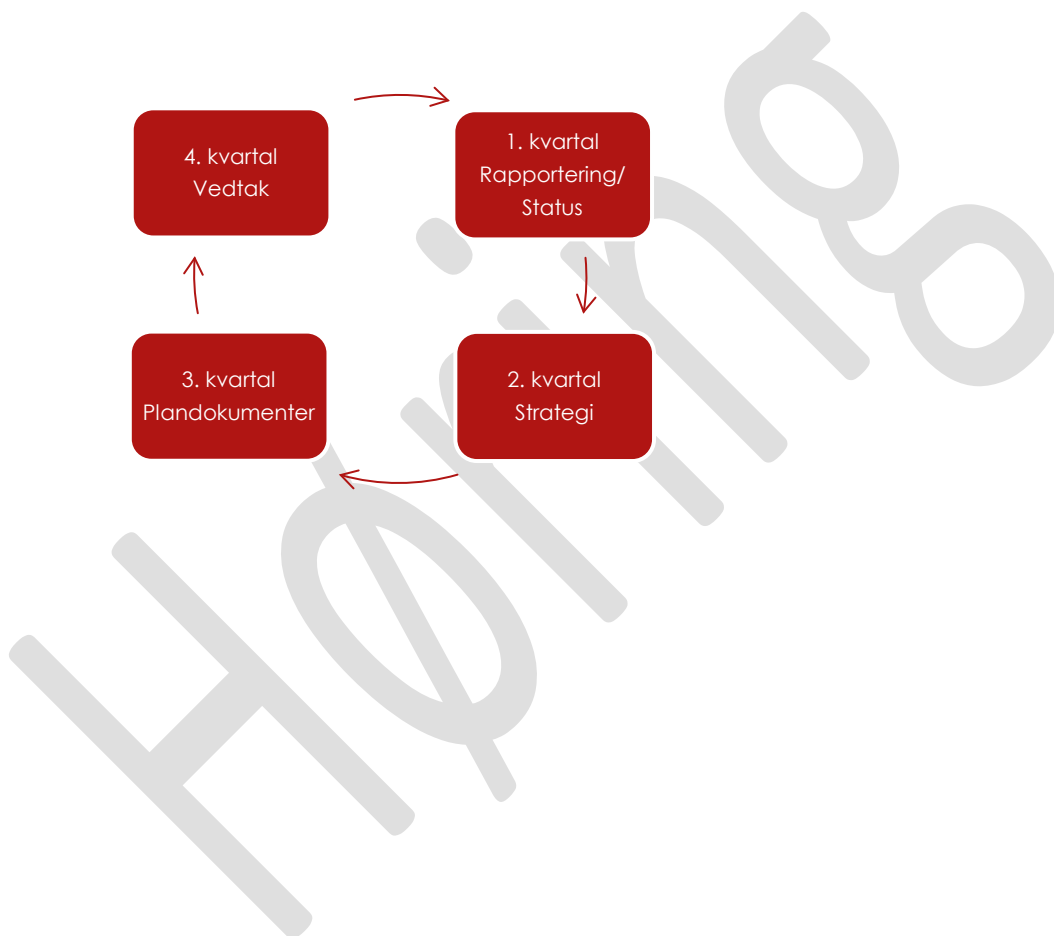 4. kvartal
Vedtak
1. kvartal
Rapportering/
Status
3. kvartal
Plandokumenter
2. kvartal
Strategi
Høring